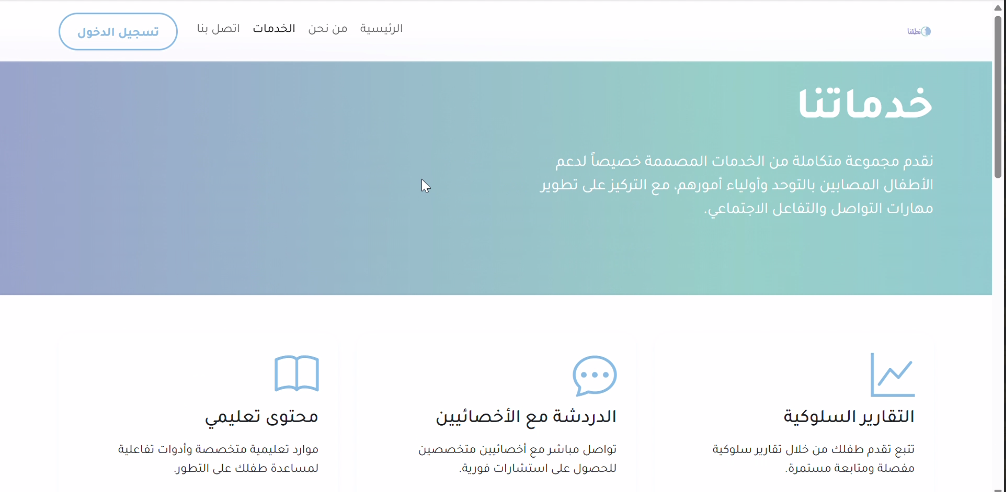 نطقنا
الرئيسية من نحن الخدمات اتصل بنا
تسجيل الدخول
خدماتنا
نقدم مجموعة متكاملة من الخدمات المصممة خصيصاً لدعم
الأطفال المصابين بالتوحد وأولياء أمورهم، مع التركيز على تطوير
مهارات التواصل والتفاعل الاجتماعي.
التقارير السلوكية
تتبع تقدم طفلك من خلال تقارير سلوكية
مفصلة ومتابعة مستمرة.
الدردشة مع الأخصائيين
تواصل مباشر مع أخصائيين متخصصين
للحصول على استشارات فورية.
محتوى تعليمي
موارد تعليمية متخصصة وأدوات تفاعلية
لمساعدة طفلك على التطور.